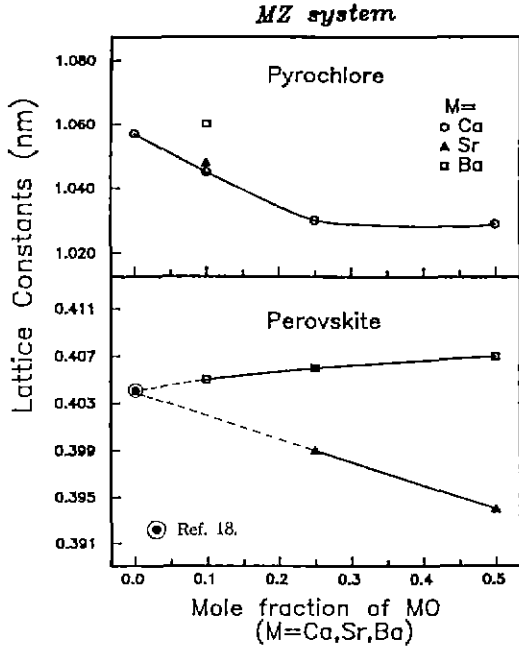 MZ system
Pyrochlore
M=
Ca
Sr
Ba
1.080
1.060
1.040
1.020
Lattice Constants (nm)
Perovskite
0.411
0.407
0.403
0.399
0.395
0.391
Ref. 18.
0.0 0.1 0.2 0.3 0.4 0.5
Mole fraction of MO
(M=Ca,Sr,Ba)